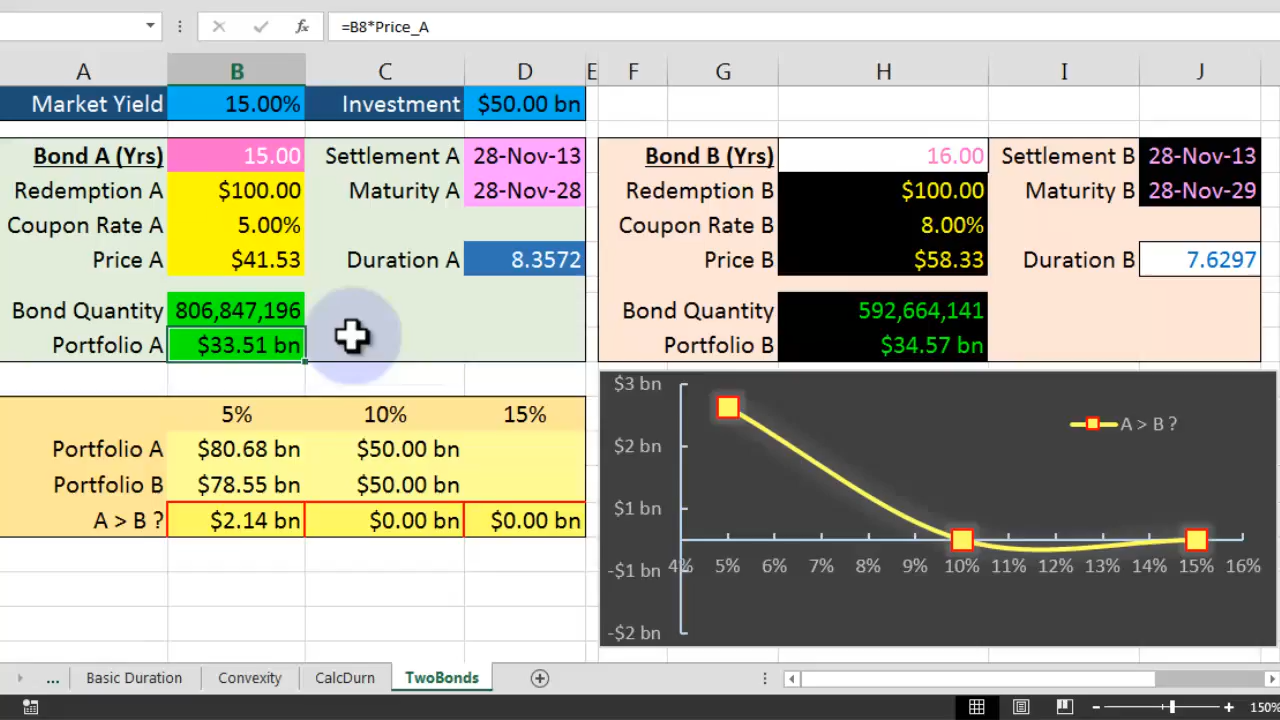 =B8*Price_A
A B C D E F G H I J
Market Yield 15.00% Investment $50.00 bn
Bond A (Yrs) 15.00 Settlement A 28-Nov-13 Bond B (Yrs) 16.00 Settlement B 28-Nov-13
Redemption A $100.00 Maturity A 28-Nov-28 Redemption B $100.00 Maturity B 28-Nov-29
Coupon Rate A 5.00% Coupon Rate B 8.00%
Price A $41.53 Duration A 8.3572 Price B $58.33 Duration B 7.6297
Bond Quantity 806,847,196 Bond Quantity 592,664,141
Portfolio A $33.51 bn Portfolio B $34.57 bn
5% 10% 15%
Portfolio A $80.68 bn $50.00 bn
Portfolio B $78.55 bn $50.00 bn
A > B ? $2.14 bn $0.00 bn $0.00 bn
$3 bn
A > B ?
$2 bn
$1 bn
-$1 bn 4% 5% 6% 7% 8% 9% 10% 11% 12% 13% 14% 15% 16%
-$2 bn
... Basic Duration Convexity CalcDurn TwoBonds
150%